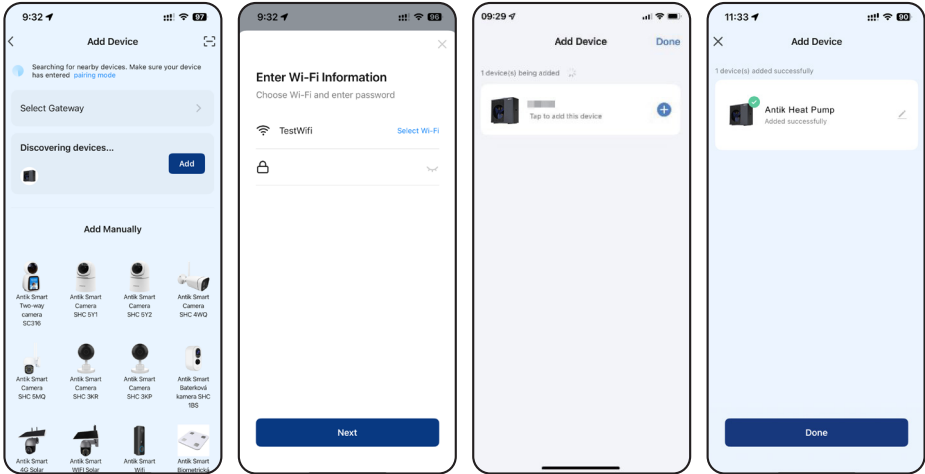 9:32
97
Add Device
Searching for nearby devices. Make sure your device
has entered pairing mode
Select Gateway
Discovering devices...
Add
Add Manually
Antik Smart
Two-way
camera
SC316
Antik Smart
Camera
SHC 5Y1
Antik Smart
Camera
SHC 5Y2
Antik Smart
Camera
SHC 4WQ
Antik Smart
Camera
SHC 5MQ
Antik Smart
Camera
SHC 3KR
Antik Smart
Camera
SHC 3KP
Antik Smart
Baterková
kamera SHC
1BS
Antik Smart
4G Solar
Antik Smart
WIFI Solar
Antik Smart
Wifi
Antik Smart
Biometrická
9:32
96
Enter Wi-Fi Information
Choose Wi-Fi and enter password
TestWifi
Select Wi-Fi
Next
09:29
Add Device
Done
1 device(s) being added
Tap to add this device
11:33
90
Add Device
1 device(s) added successfully
Antik Heat Pump
Added successfully
Done